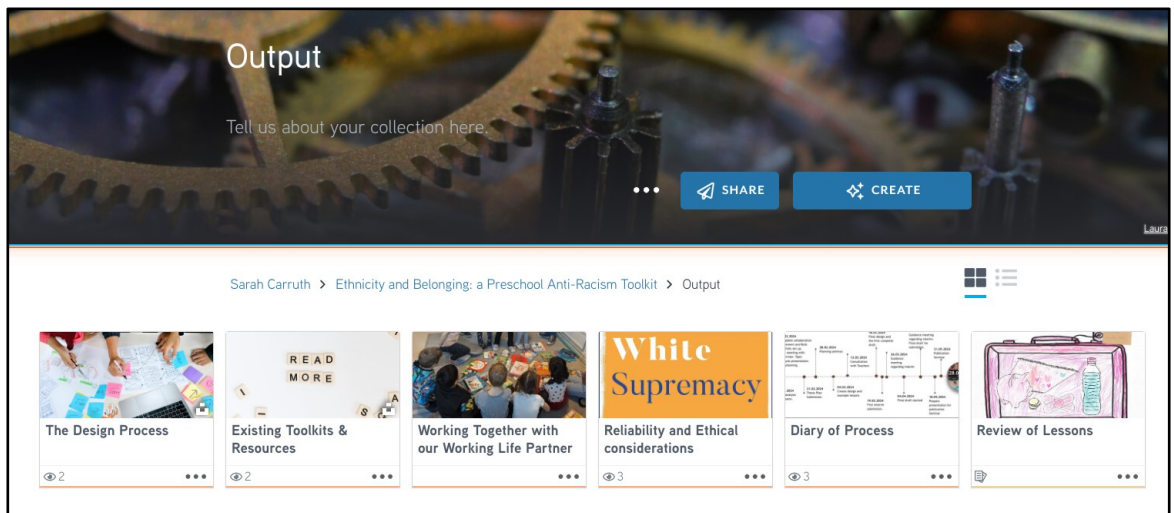 Output
Tell us about your collection here.
SHARE
CREATE
Laura
Sarah Carruth > Ethnicity and Belonging: a Preschool Anti-Racism Toolkit > Output
READ
MORE
White
Supremacy
The Design Process
Existing Toolkits &
Resources
Working Together with
our Working Life Partner
Reliability and Ethical
considerations
Diary of Process
Review of Lessons
2
2
3
3